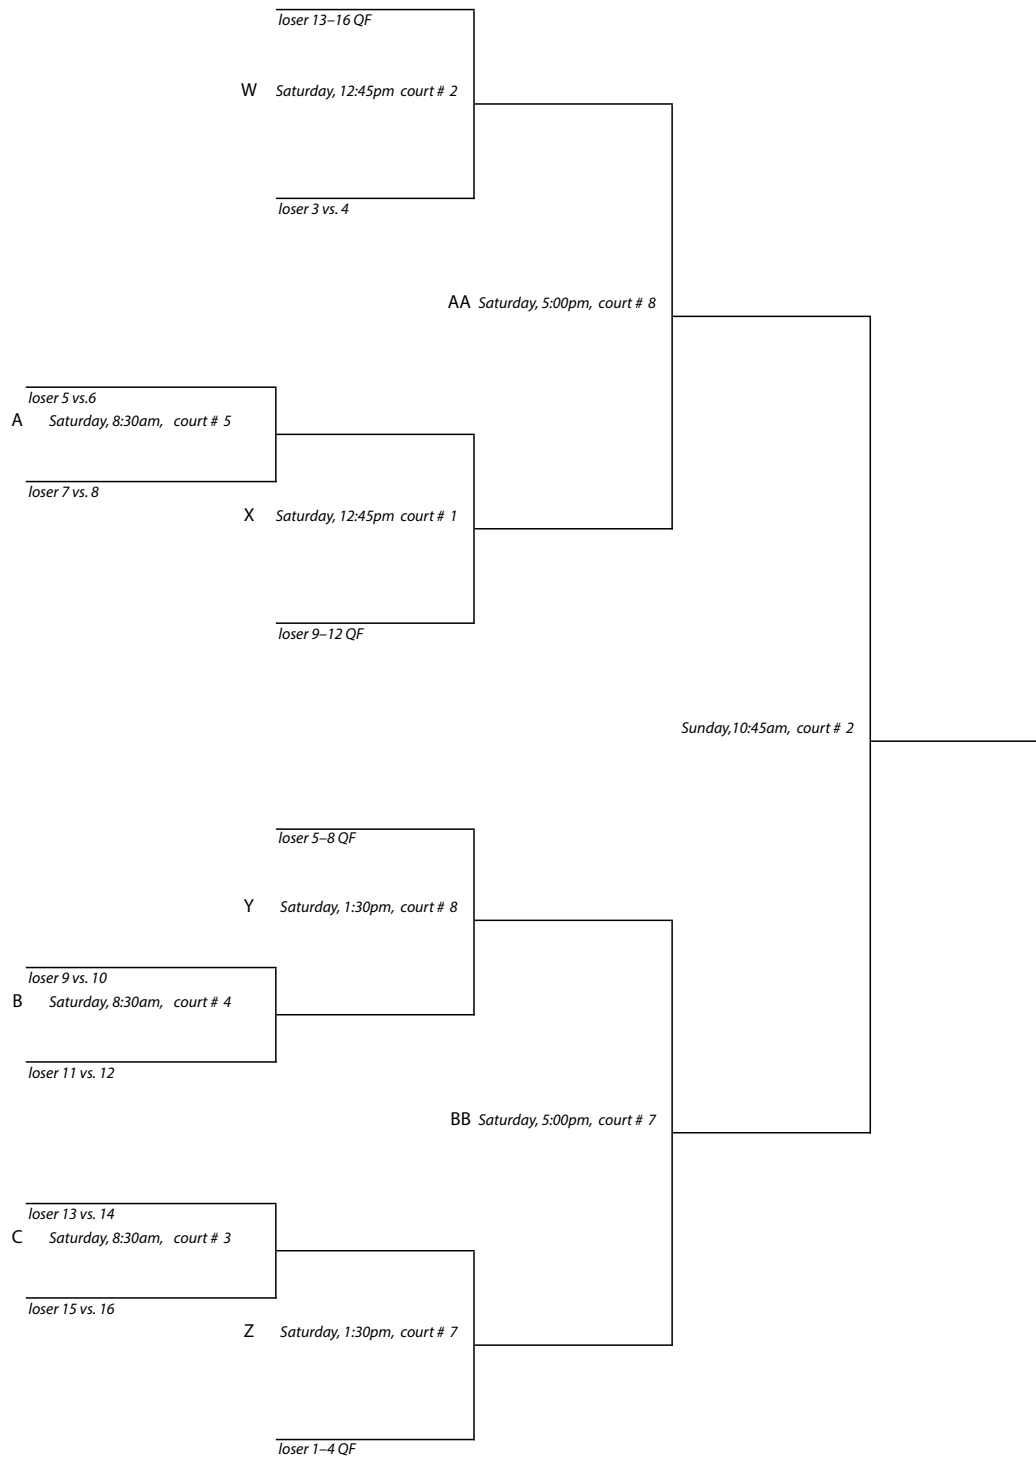 loser 13–16 QF
W Saturday, 12:45pm court # 2
loser 3 vs. 4
AA Saturday, 5:00pm, court # 8
loser 5 vs.6
A Saturday, 8:30am, court # 5
loser 7 vs. 8
X Saturday, 12:45pm court # 1
loser 9–12 QF
Sunday,10:45am, court # 2
loser 5–8 QF
Y Saturday, 1:30pm, court # 8
loser 9 vs. 10
B Saturday, 8:30am, court # 4
loser 11 vs. 12
BB Saturday, 5:00pm, court # 7
loser 13 vs. 14
C Saturday, 8:30am, court # 3
loser 15 vs. 16
Z Saturday, 1:30pm, court # 7
loser 1–4 QF